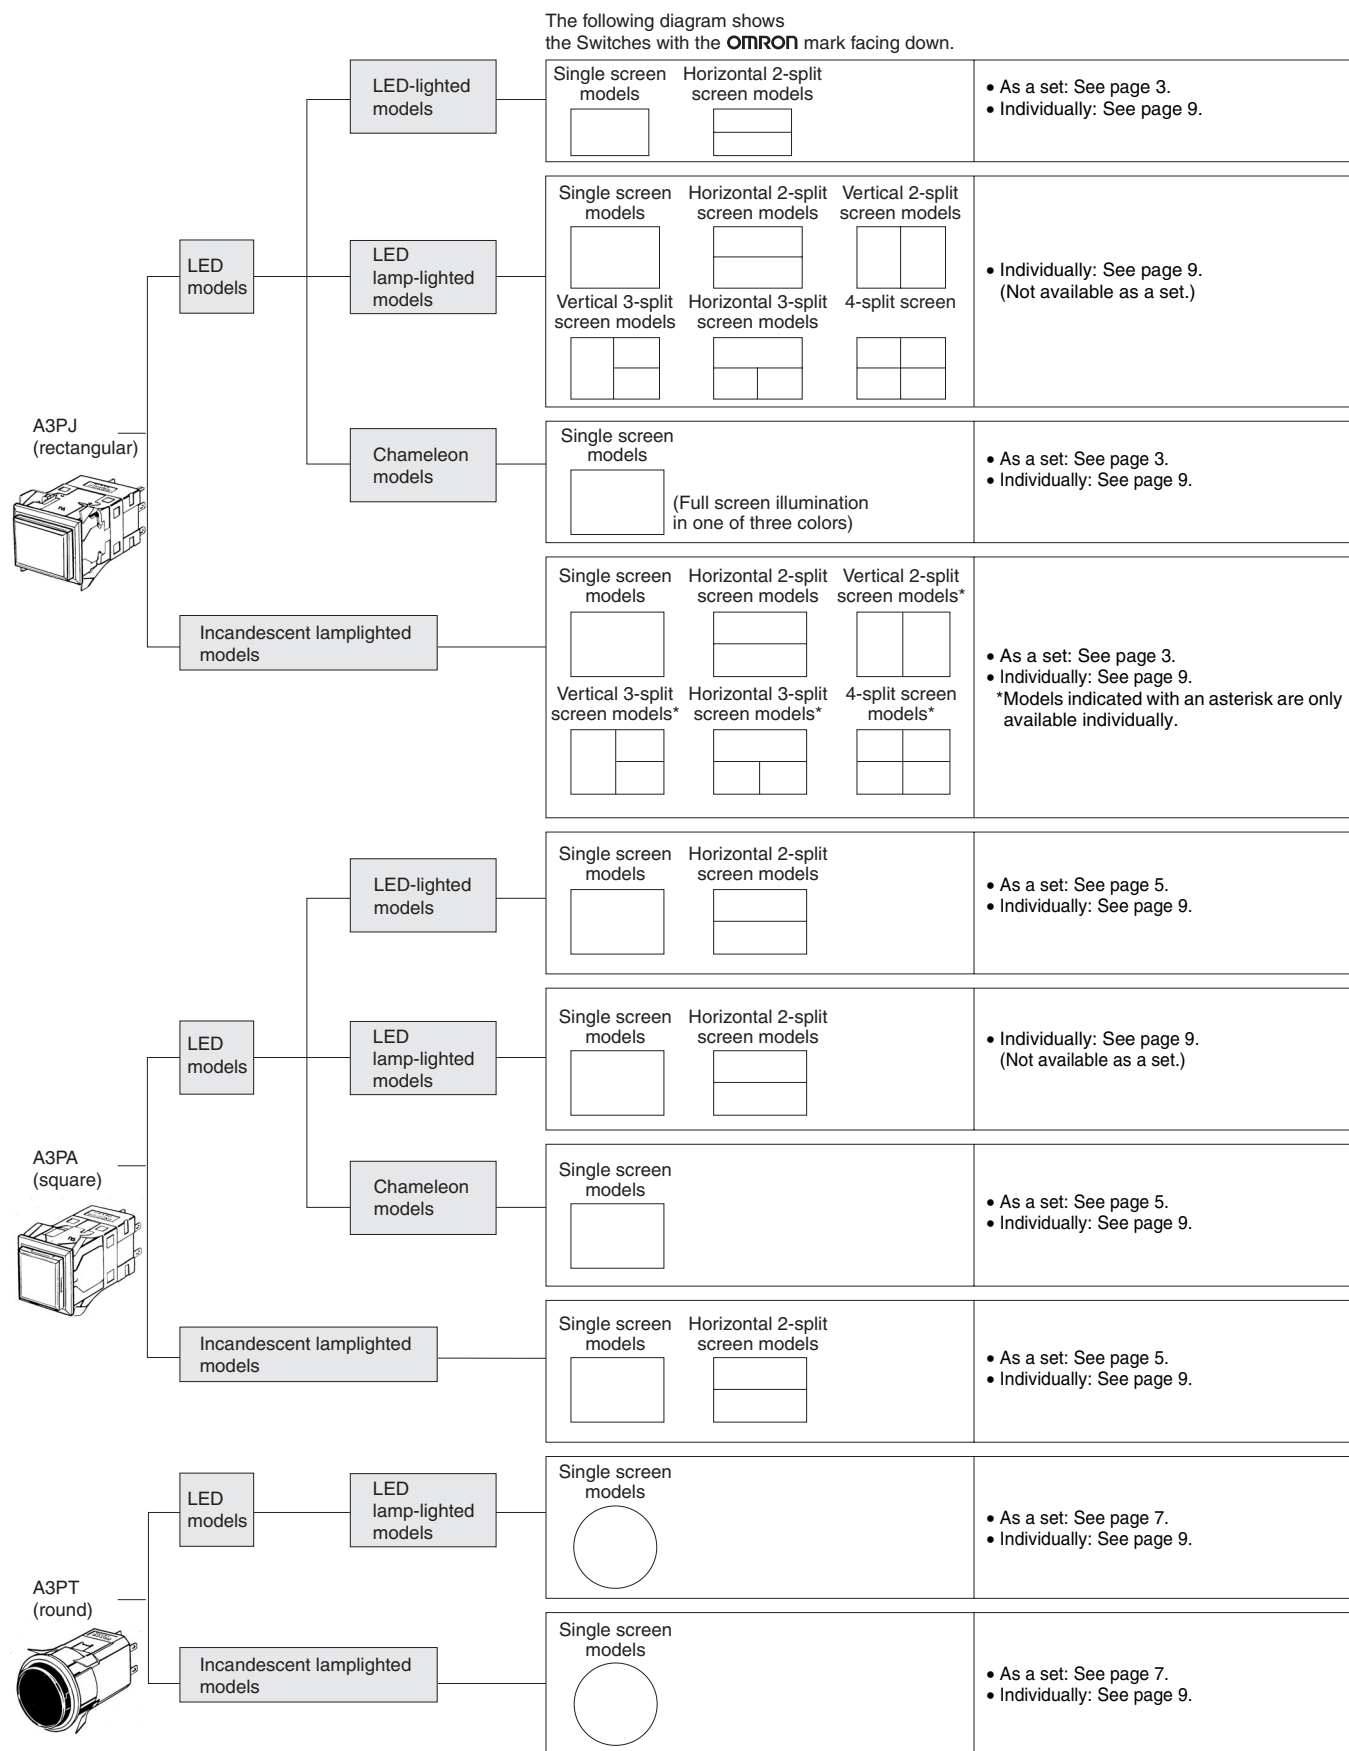 The following diagram shows
the Switches with the OMRON mark facing down.
LED-lighted
models
Single screen
models
Horizontal 2-split
screen models
• As a set: See page 3.
• Individually: See page 9.
LED
models
LED
lamp-lighted
models
Single screen
models
Horizontal 2-split
screen models
Vertical 2-split
screen models
Vertical 3-split
screen models
Horizontal 3-split
screen models
4-split screen
• Individually: See page 9.
(Not available as a set.)
A3PJ
(rectangular)
Chameleon
models
Single screen
models
(Full screen illumination
in one of three colors)
• As a set: See page 3.
• Individually: See page 9.
Incandescent lamplighted
models
Single screen
models
Horizontal 2-split
screen models
Vertical 2-split
screen models*
Vertical 3-split
screen models*
Horizontal 3-split
screen models*
4-split screen
models*
• As a set: See page 3.
• Individually: See page 9.
*Models indicated with an asterisk are only
available individually.
LED-lighted
models
Single screen
models
Horizontal 2-split
screen models
• As a set: See page 5.
• Individually: See page 9.
LED
models
LED
lamp-lighted
models
Single screen
models
Horizontal 2-split
screen models
• Individually: See page 9.
(Not available as a set.)
A3PA
(square)
Chameleon
models
Single screen
models
• As a set: See page 5.
• Individually: See page 9.
Incandescent lamplighted
models
Single screen
models
Horizontal 2-split
screen models
• As a set: See page 5.
• Individually: See page 9.
LED
models
LED
lamp-lighted
models
Single screen
models
• As a set: See page 7.
• Individually: See page 9.
A3PT
(round)
Incandescent lamplighted
models
Single screen
models
• As a set: See page 7.
• Individually: See page 9.